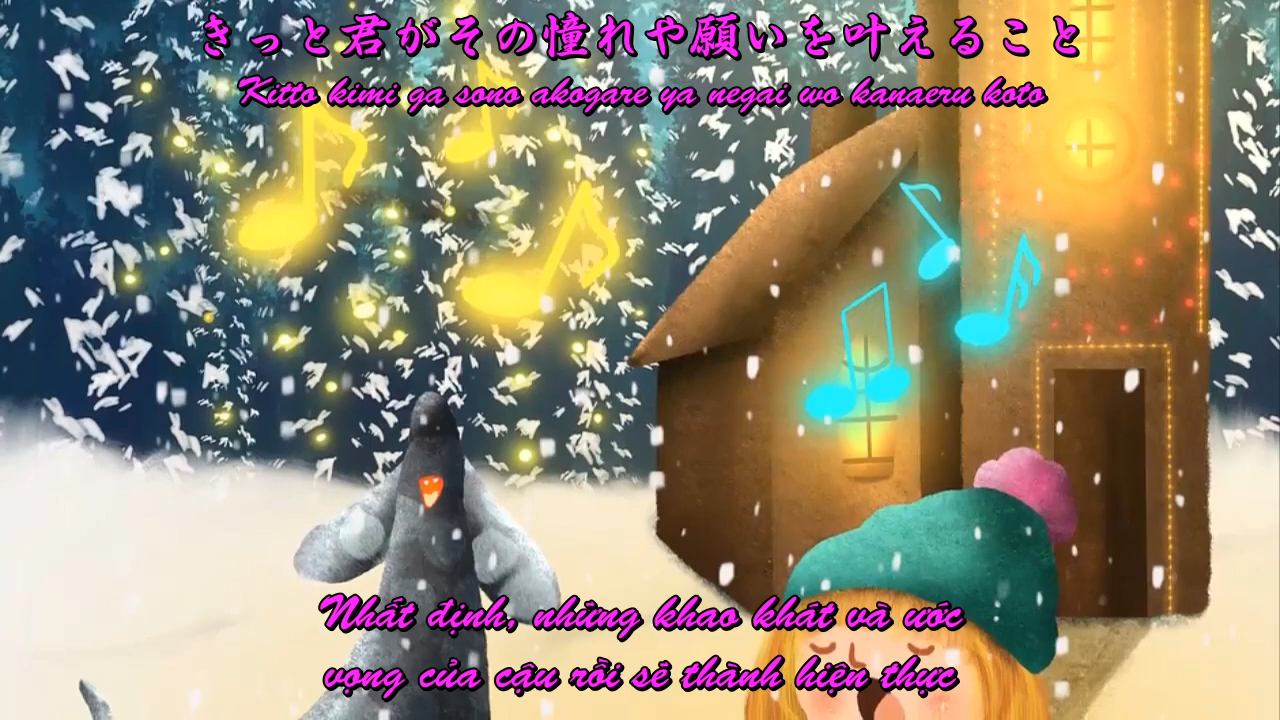 きっと君がその憧れや願いを叶えること
Kitto kimi ga sono akogare ya negai wo kanaeru koto
Nhất định, những khao khát và ước
vọng của cậu rồi sẽ thành hiện thực